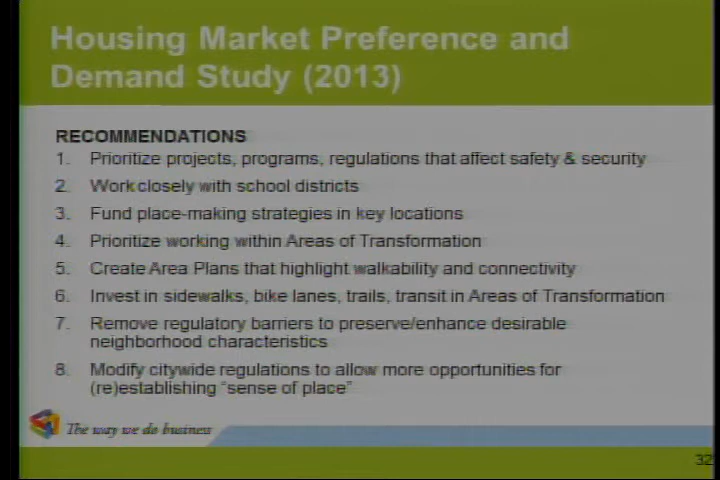 Housing Market Preference and
Demand Study (2013)
RECOMMENDATIONS
1. Prioritize projects, programs, regulations that affect safety & security
2. Work closely with school districts
3. Fund place-making strategies in key locations
4. Prioritize working within Areas of Transformation
5. Create Area Plans that highlight walkability and connectivity
6. Invest in sidewalks, bike lanes, trails, transit in Areas of Transformation
7. Remove regulatory barriers to preserve/enhance desirable
neighborhood characteristics
8. Modify citywide regulations to allow more opportunities for
(re)establishing “sense of place”
The way we do business
32